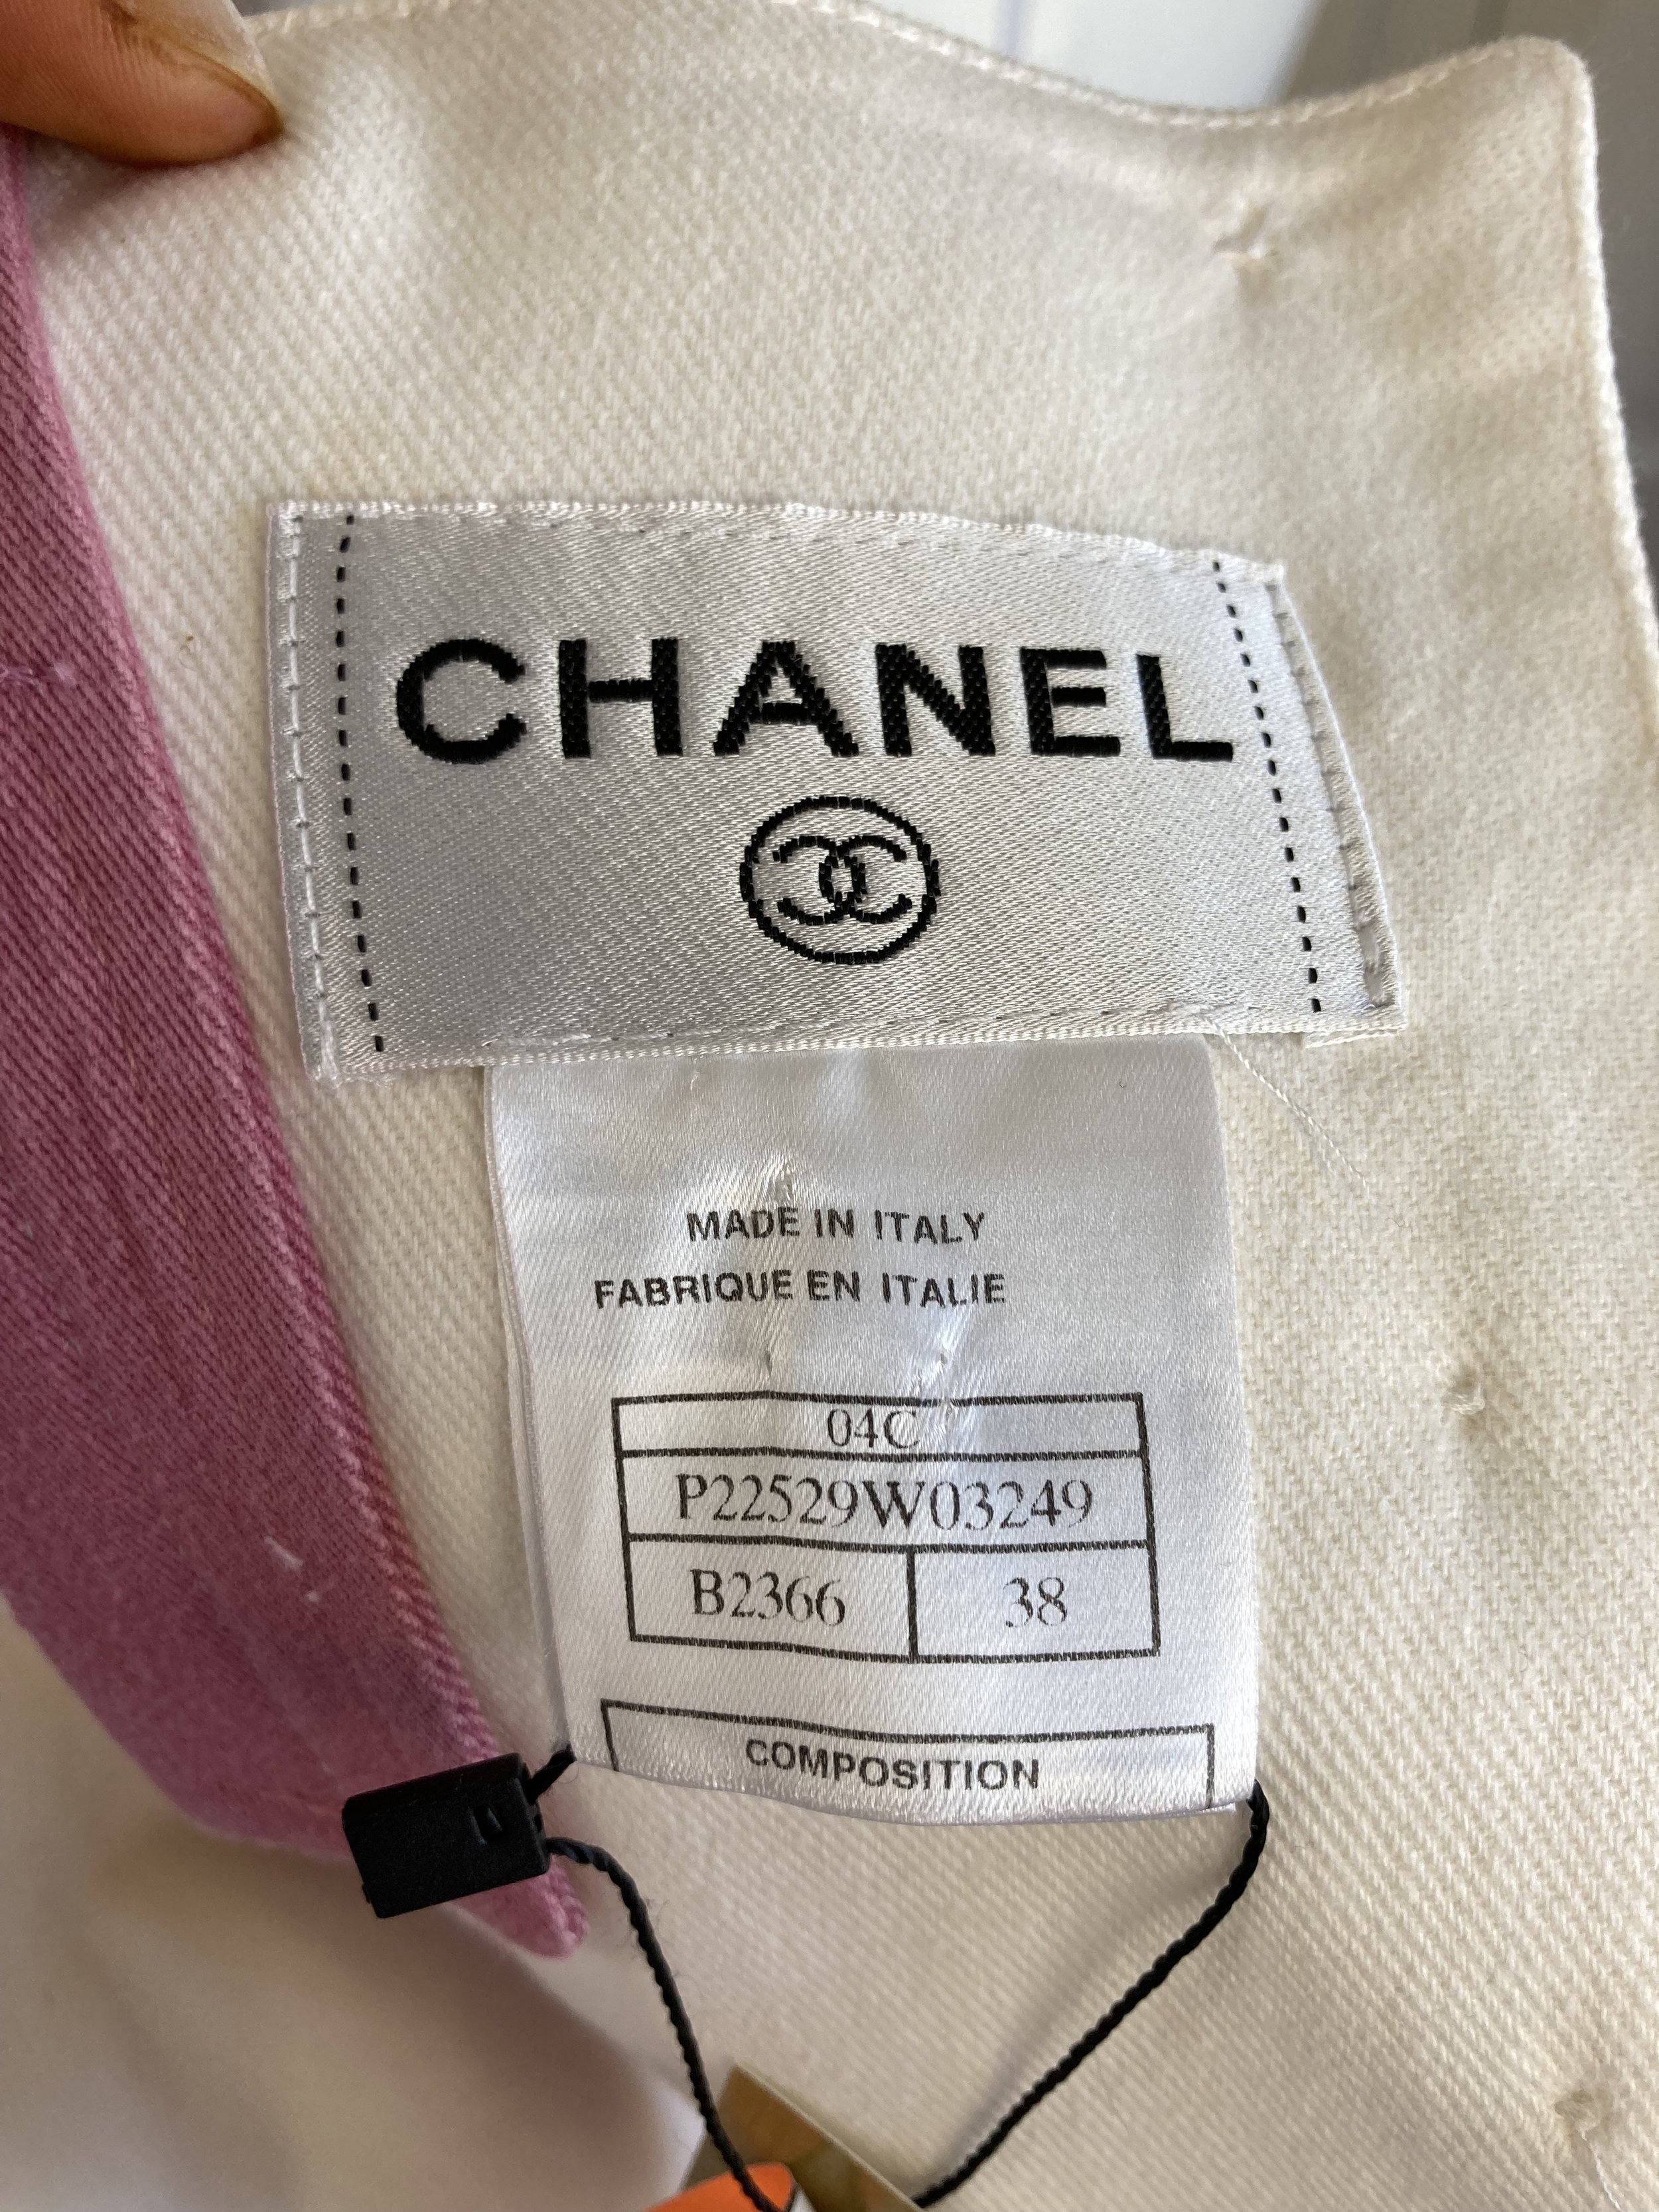 CHANEL
MADE IN ITALY
FABRIQUE EN ITALIE
04C
P22529W03249
B2366 38
COMPOSITION